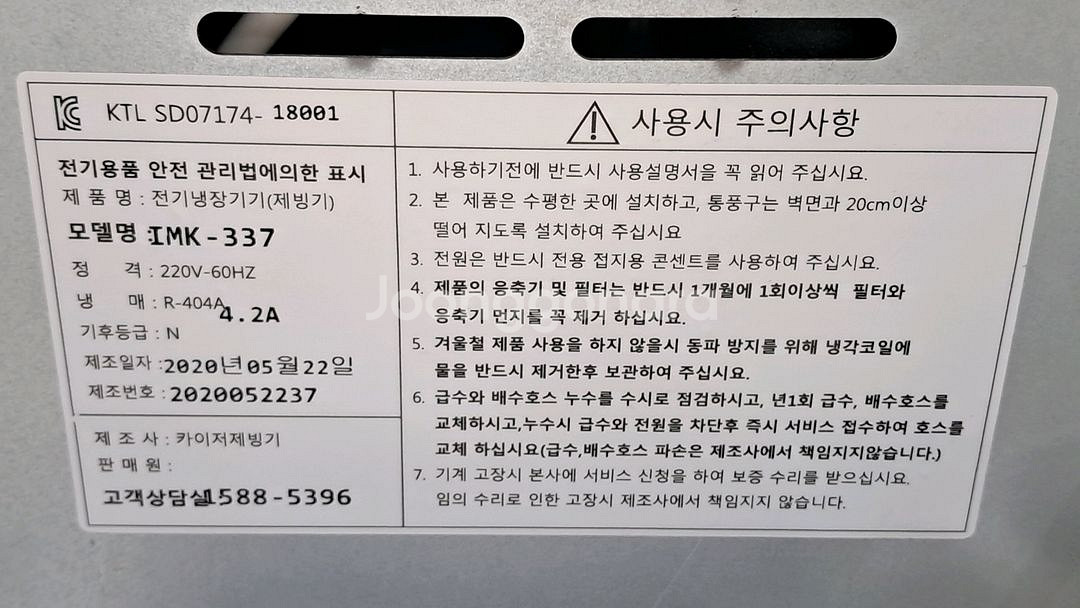 KTL SD07174- 18001
전기용품 안전 관리법에의한 표시
제 품 명 : 전기냉장기기(제빙기)
모델명 :IMK-337
정 격 : 220V-60HZ
냉 매 : R-404A
4.2A
기후등급 : N
제조일자 :2020년05월22일
제조번호 : 2020052237
제 조 사 : 카이저제빙기
판 매 원 :
고객상담실1588-5396
사용시 주의사항
1. 사용하기전에 반드시 사용설명서을 꼭 읽어 주십시요.
2. 본 제품은 수평한 곳에 설치하고, 통풍구는 벽면과 20cm이상
떨어 지도록 설치하여 주십시요
3. 전원은 반드시 전용 접지용 콘센트를 사용하여 주십시요.
4. 제품의 응축기 및 필터는 반드시 1개월에 1회이상씩 필터와
응축기 먼지를 꼭 제거 하십시요.
5. 겨울철 제품 사용을 하지 않을시 동파 방지를 위해 냉각코일에
물을 반드시 제거한후 보관하여 주십시요.
6. 급수와 배수호스 누수를 수시로 점검하시고, 년1회 급수, 배수호스를
교체하시고,누수시 급수와 전원을 차단후 즉시 서비스 접수하여 호스를
교체 하십시요(급수,배수호스 파손은 제조사에서 책임지지않습니다.)
7. 기계 고장시 본사에 서비스 신청을 하여 보증 수리를 받으십시요.
임의 수리로 인한 고장시 제조사에서 책임지지 않습니다.